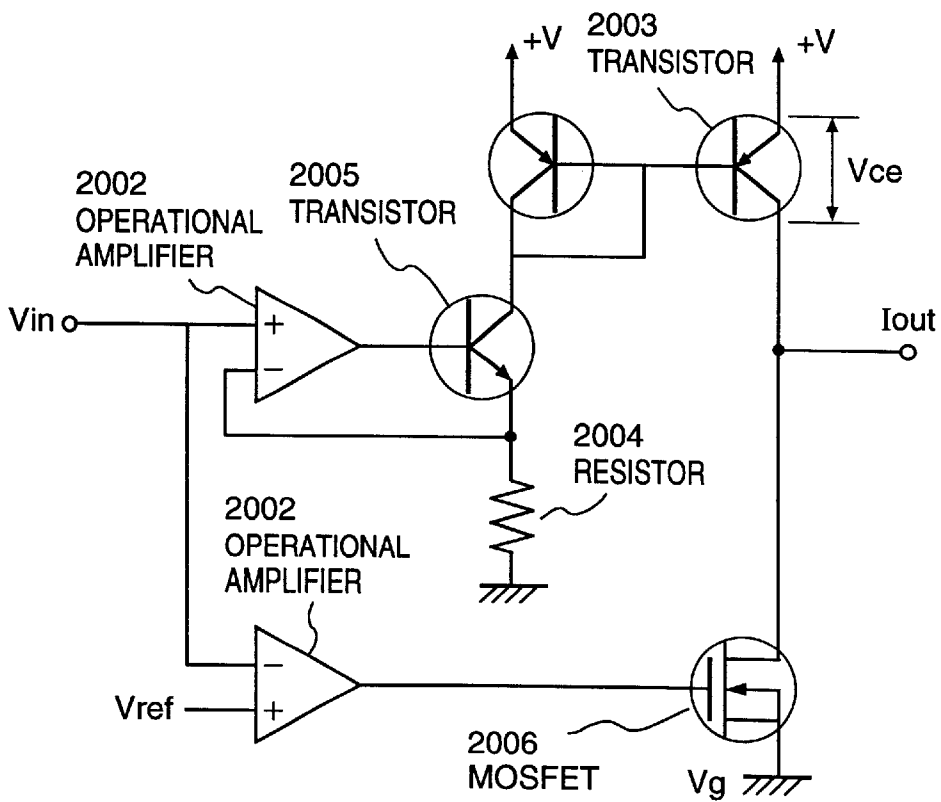 2003
TRANSISTOR
+V
+V
Vce
2002
OPERATIONAL
AMPLIFIER
2005
TRANSISTOR
Vin
+
−
Iout
2004
RESISTOR
2002
OPERATIONAL
AMPLIFIER
−
Vref
+
2006
MOSFET
Vg